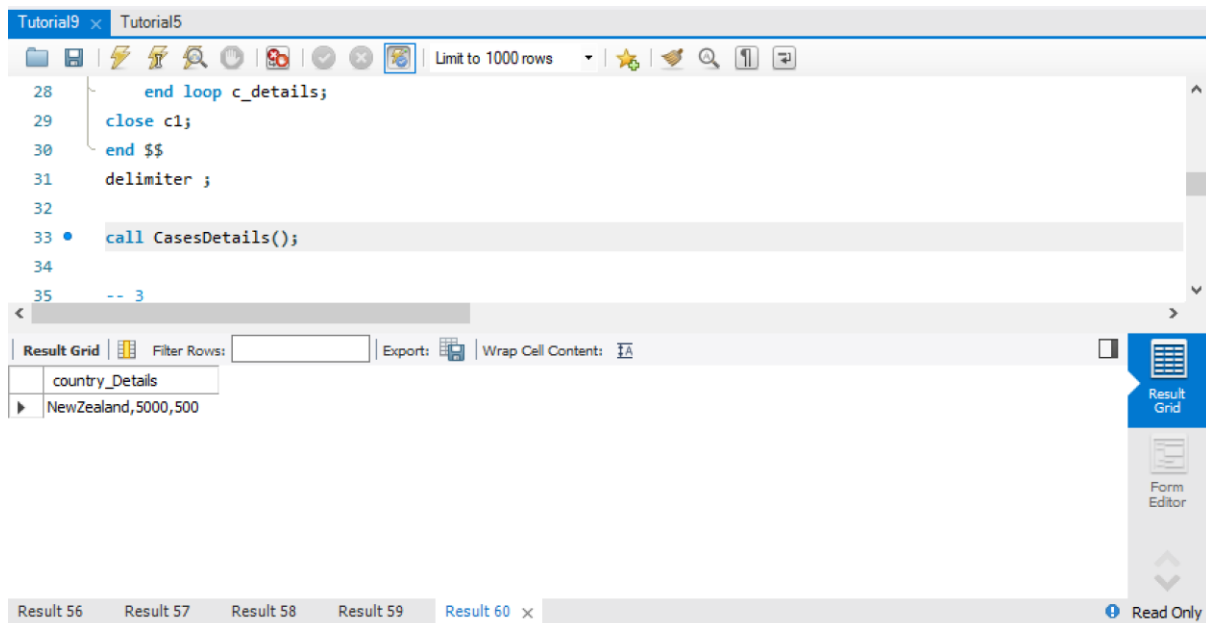 Tutorial9 × Tutorial5
Limit to 1000 rows
28 end loop c_details;
29 close c1;
30 end $$
31 delimiter ;
32
33 call CasesDetails();
34
35 -- 3
Result Grid Filter Rows: Export: Wrap Cell Content: IA
country_Details
NewZealand,5000,500
Result Grid
Form Editor
Result 56 Result 57 Result 58 Result 59 Result 60 × Read Only